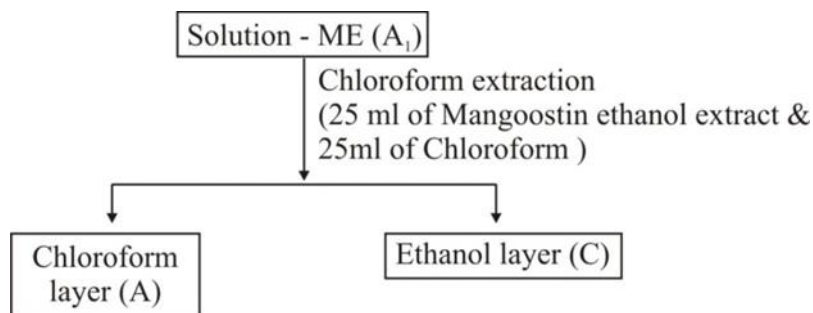 Solution - ME (A₁)
Chloroform extraction
(25 ml of Mangoostin ethanol extract &
25ml of Chloroform )
Chloroform
layer (A)
Ethanol layer (C)